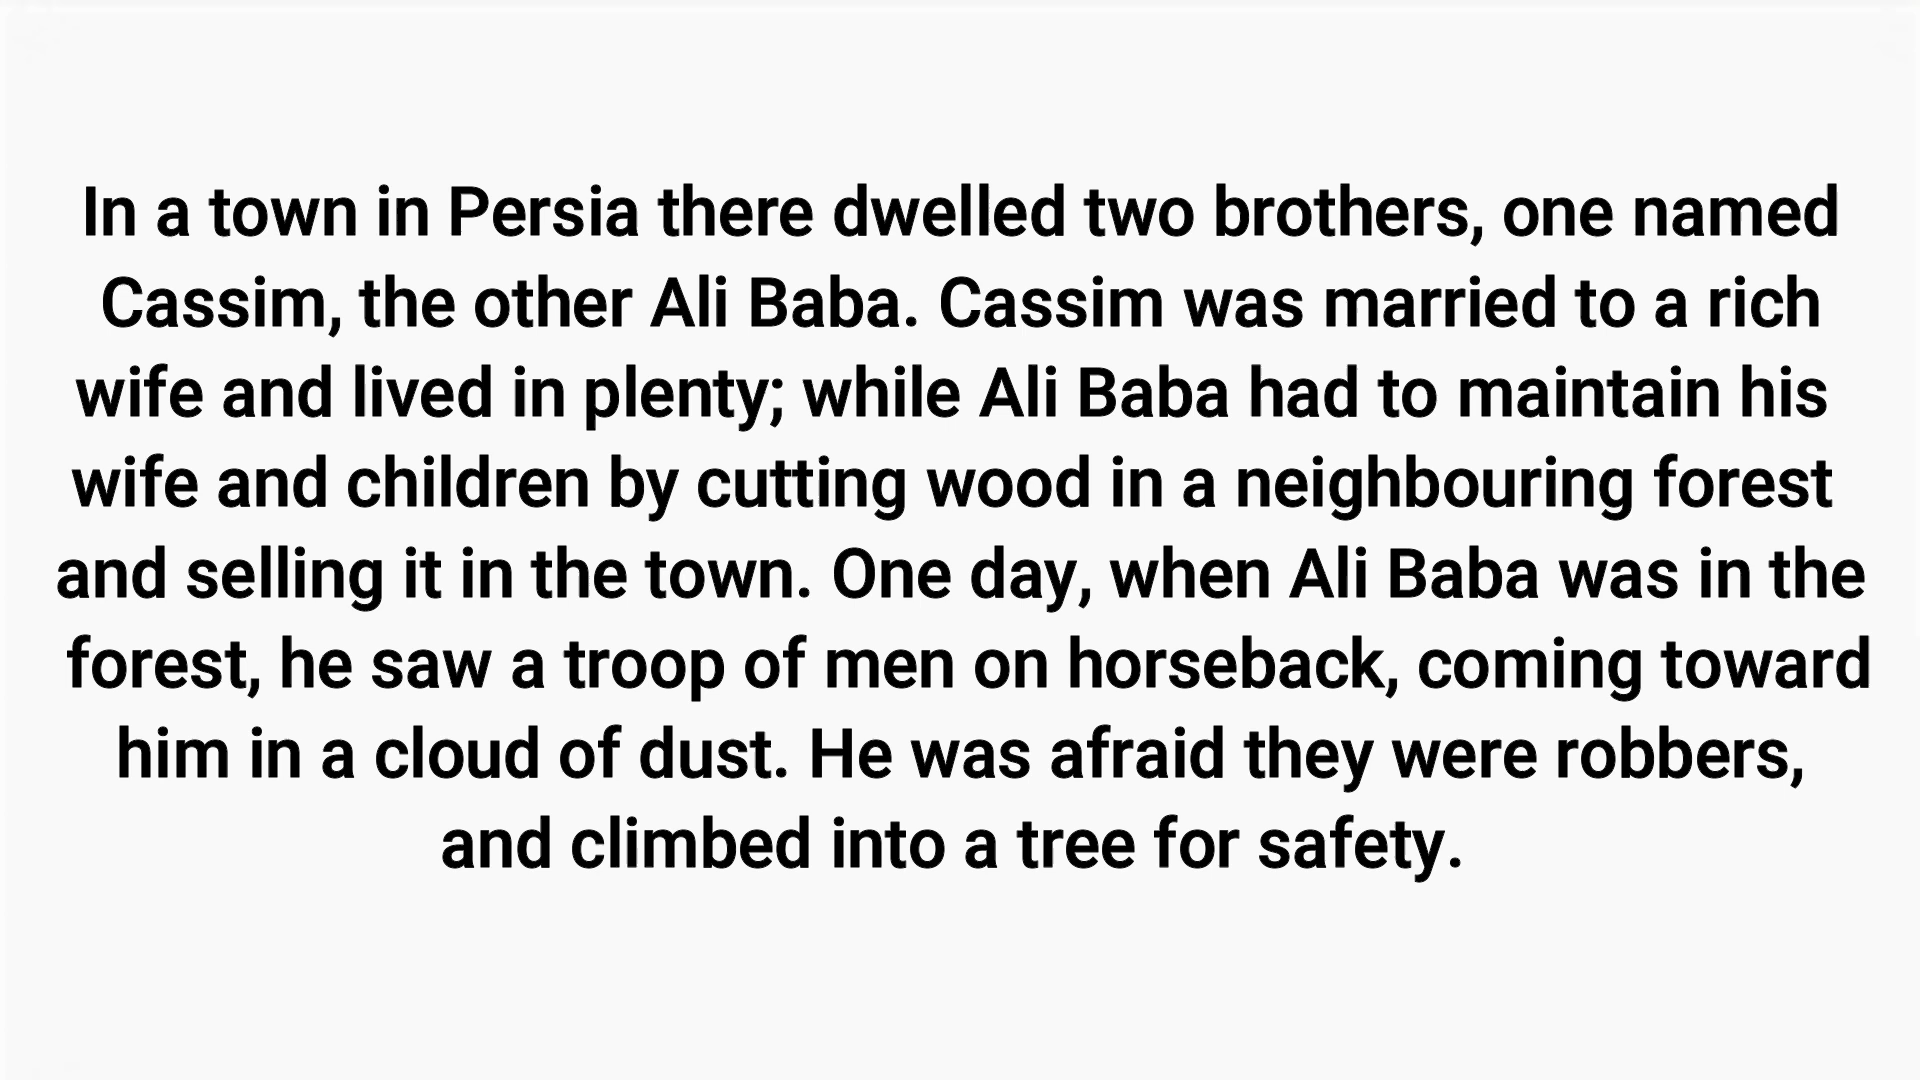 In a town in Persia there dwelled two brothers, one named
Cassim, the other Ali Baba. Cassim was married to a rich
wife and lived in plenty; while Ali Baba had to maintain his
wife and children by cutting wood in a neighbouring forest
and selling it in the town. One day, when Ali Baba was in the
forest, he saw a troop of men on horseback, coming toward
him in a cloud of dust. He was afraid they were robbers,
and climbed into a tree for safety.